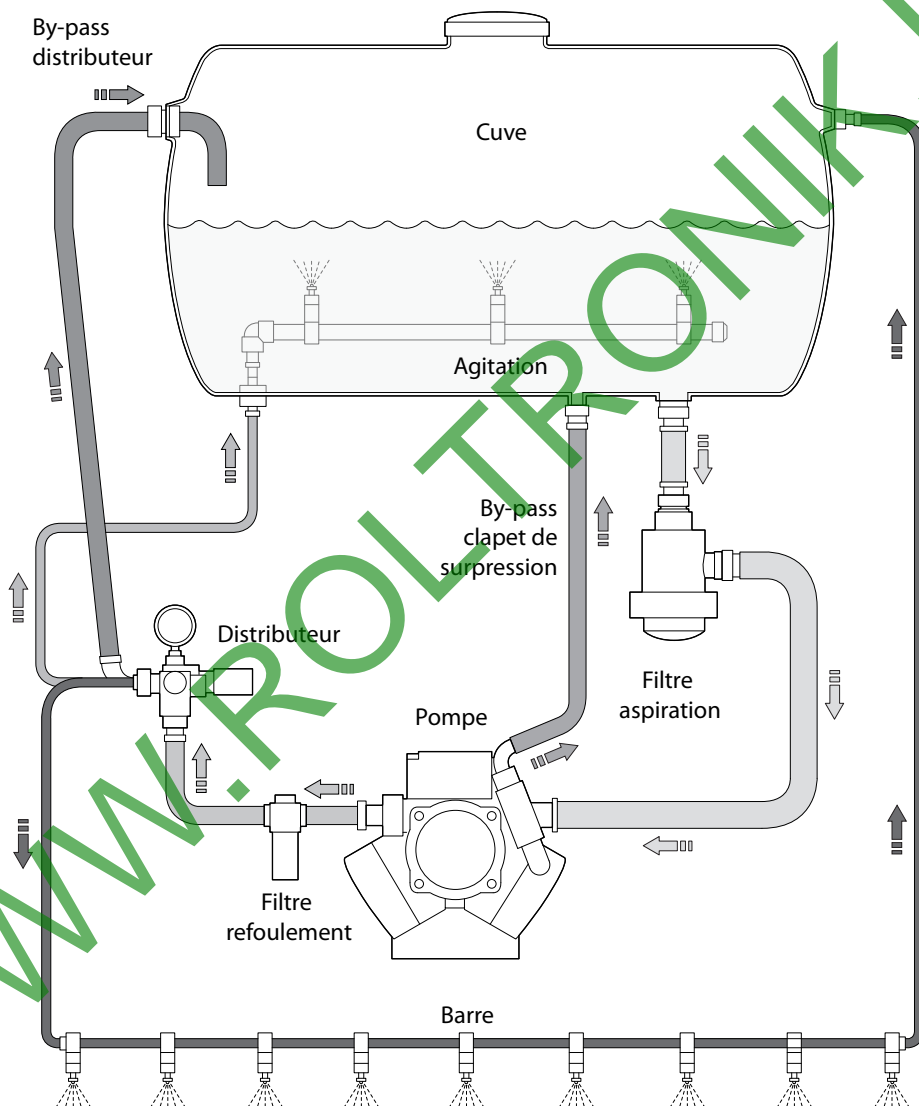 By-pass
distributeur
Cuve
Agitation
By-pass
clapet de
surpression
Distributeur
Filtre
aspiration
Pompe
Filtre
refoulement
Barre
WWW.ROLTRONIK